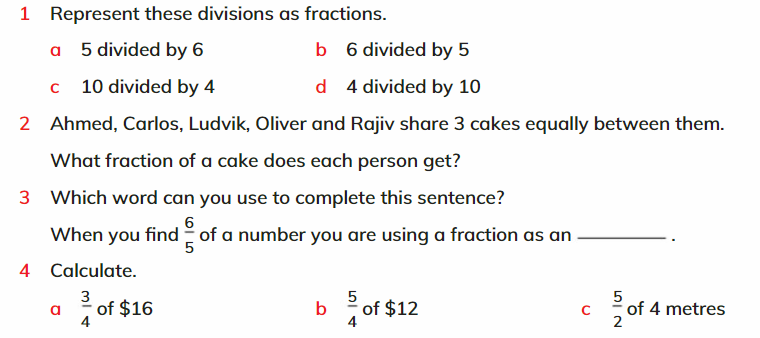 1 Represent these divisions as fractions.
a 5 divided by 6 b 6 divided by 5
c 10 divided by 4 d 4 divided by 10
2 Ahmed, Carlos, Ludvik, Oliver and Rajiv share 3 cakes equally between them.
What fraction of a cake does each person get?
3 Which word can you use to complete this sentence?
When you find 6/5 of a number you are using a fraction as an ________ .
4 Calculate.
a 3/4 of $16 b 5/4 of $12 c 5/2 of 4 metres